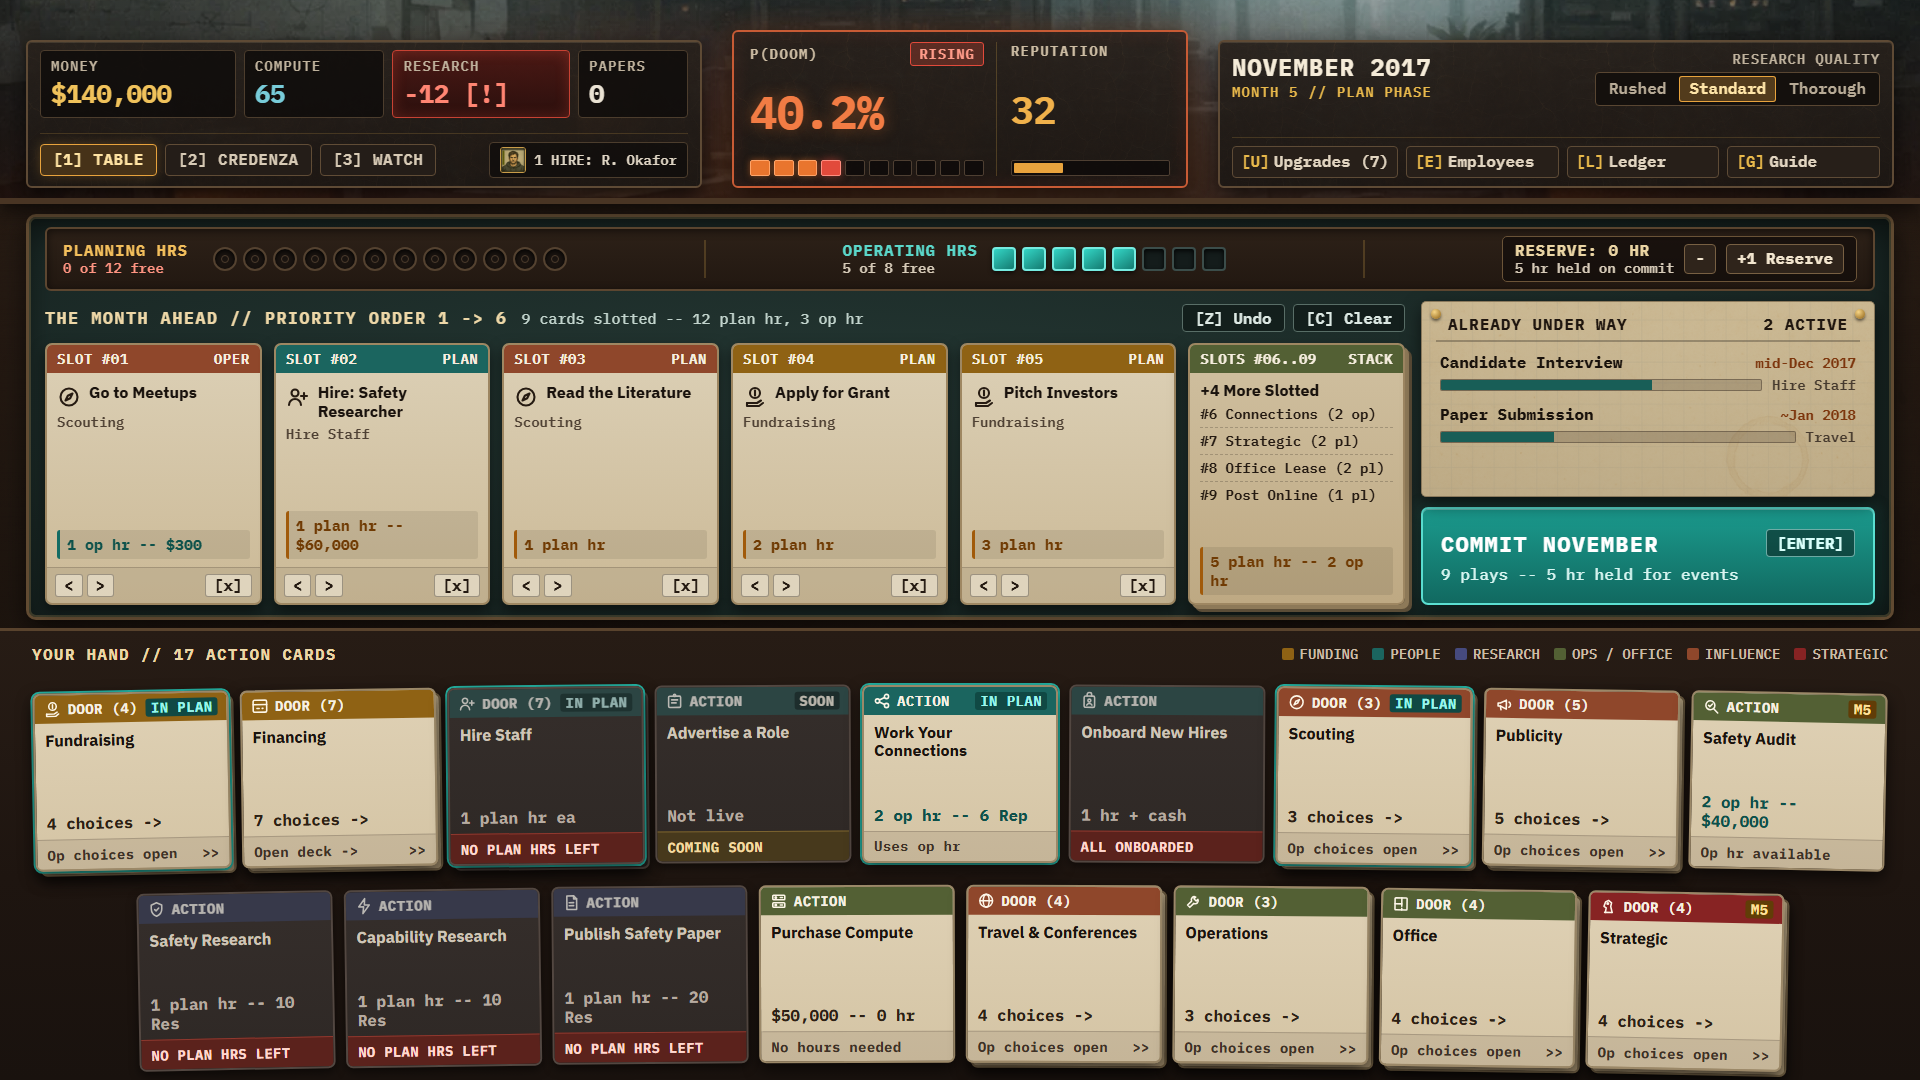 MONEY
$140,000
COMPUTE
65
RESEARCH
-12 [!]
PAPERS
0
[1] TABLE
[2] CREDENZA
[3] WATCH
1 HIRE: R. Okafor
P(DOOM)
RISING
40.2%
REPUTATION
32
NOVEMBER 2017
MONTH 5 // PLAN PHASE
RESEARCH QUALITY
Rushed
Standard
Thorough
[U] Upgrades (7)
[E] Employees
[L] Ledger
[G] Guide
PLANNING HRS
0 of 12 free
OPERATING HRS
5 of 8 free
RESERVE: 0 HR
5 hr held on commit
-
+1 Reserve
THE MONTH AHEAD // PRIORITY ORDER 1 -> 6
9 cards slotted -- 12 plan hr, 3 op hr
[Z] Undo
[C] Clear
SLOT #01 OPER
Go to Meetups
Scouting
1 op hr -- $300
< > [x]
SLOT #02 PLAN
Hire: Safety
Researcher
Hire Staff
1 plan hr --
$60,000
< > [x]
SLOT #03 PLAN
Read the Literature
Scouting
1 plan hr
< > [x]
SLOT #04 PLAN
Apply for Grant
Fundraising
2 plan hr
< > [x]
SLOT #05 PLAN
Pitch Investors
Fundraising
3 plan hr
< > [x]
SLOTS #06..09 STACK
+4 More Slotted
#6 Connections (2 op)
#7 Strategic (2 pl)
#8 Office Lease (2 pl)
#9 Post Online (1 pl)
5 plan hr -- 2 op
hr
ALREADY UNDER WAY
2 ACTIVE
Candidate Interview
mid-Dec 2017
Hire Staff
Paper Submission
~Jan 2018
Travel
COMMIT NOVEMBER
[ENTER]
9 plays -- 5 hr held for events
YOUR HAND // 17 ACTION CARDS
FUNDING
PEOPLE
RESEARCH
OPS / OFFICE
INFLUENCE
STRATEGIC
DOOR (4) IN PLAN
Fundraising
4 choices ->
Op choices open >>
DOOR (7)
Financing
7 choices ->
Open deck -> >>
DOOR (7) IN PLAN
Hire Staff
1 plan hr ea
NO PLAN HRS LEFT
ACTION SOON
Advertise a Role
Not live
COMING SOON
ACTION IN PLAN
Work Your
Connections
2 op hr -- 6 Rep
Uses op hr
ACTION
Onboard New Hires
1 hr + cash
ALL ONBOARDED
DOOR (3) IN PLAN
Scouting
3 choices ->
Op choices open >>
DOOR (5)
Publicity
5 choices ->
Op choices open >>
ACTION M5
Safety Audit
2 op hr --
$40,000
Op hr available
ACTION
Safety Research
1 plan hr -- 10
Res
NO PLAN HRS LEFT
ACTION
Capability Research
1 plan hr -- 10
Res
NO PLAN HRS LEFT
ACTION
Publish Safety Paper
1 plan hr -- 20
Res
NO PLAN HRS LEFT
ACTION
Purchase Compute
$50,000 -- 0 hr
No hours needed
DOOR (4)
Travel & Conferences
4 choices ->
Op choices open >>
DOOR (3)
Operations
3 choices ->
Op choices open >>
DOOR (4)
Office
4 choices ->
Op choices open >>
DOOR (4) M5
Strategic
4 choices ->
Op choices open >>